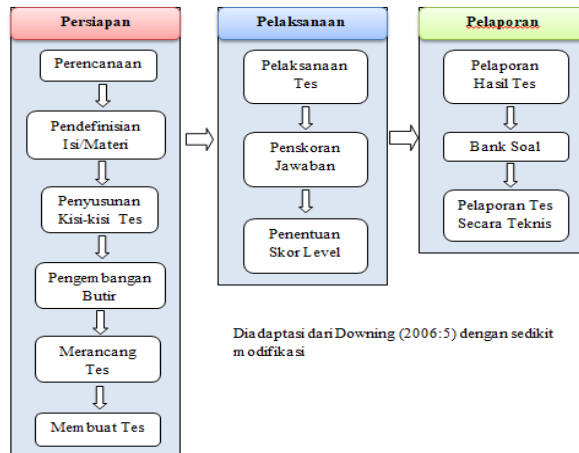 Persiapan
Perencanaan
Pendefinisian
Isi/Materi
Penyusunan
Kisi-kisi Tes
Pengembangan
Butir
Merancang
Tes
Membuat Tes
Pelaksanaan
Pelaksanaan
Tes
Penskoran
Jawaban
Penentuan
Skor Level
Pelaporan
Pelaporan
Hasil Tes
Bank Soal
Pelaporan Tes
Secara Teknis
Diadaptasi dari Downing (2006:5) dengan sedikit
modifikasi